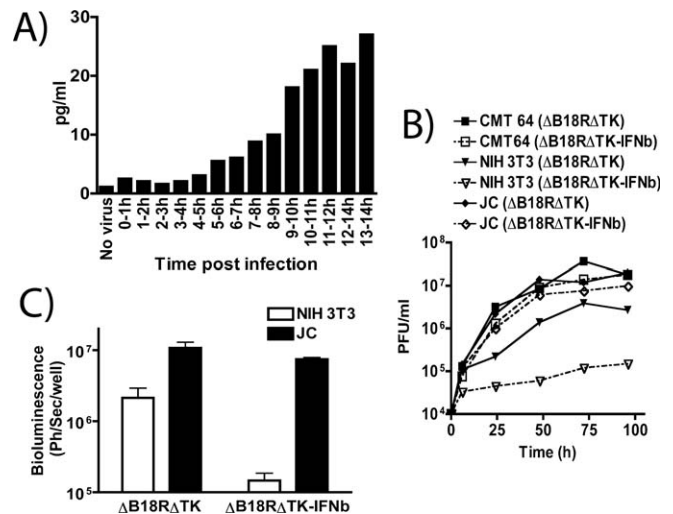 A)
pg/ml
30
20
10
0
No virus
0-1h
1-2h
2-3h
3-4h
4-5h
5-6h
6-7h
7-8h
8-9h
9-10h
10-11h
11-12h
12-14h
13-14h
Time post infection
B)
CMT 64 (ΔB18RΔTK)
CMT64 (ΔB18RΔTK-IFNb)
NIH 3T3 (ΔB18RΔTK)
NIH 3T3 (ΔB18RΔTK-IFNb)
JC (ΔB18RΔTK)
JC (ΔB18RΔTK-IFNb)
PFU/ml
10⁸
10⁷
10⁶
10⁵
10⁴
0 25 50 75 100
Time (h)
C)
NIH 3T3
JC
Bioluminescence
(Ph/Sec/well)
10⁷
10⁶
10⁵
ΔB18RΔTK ΔB18RΔTK-IFNb